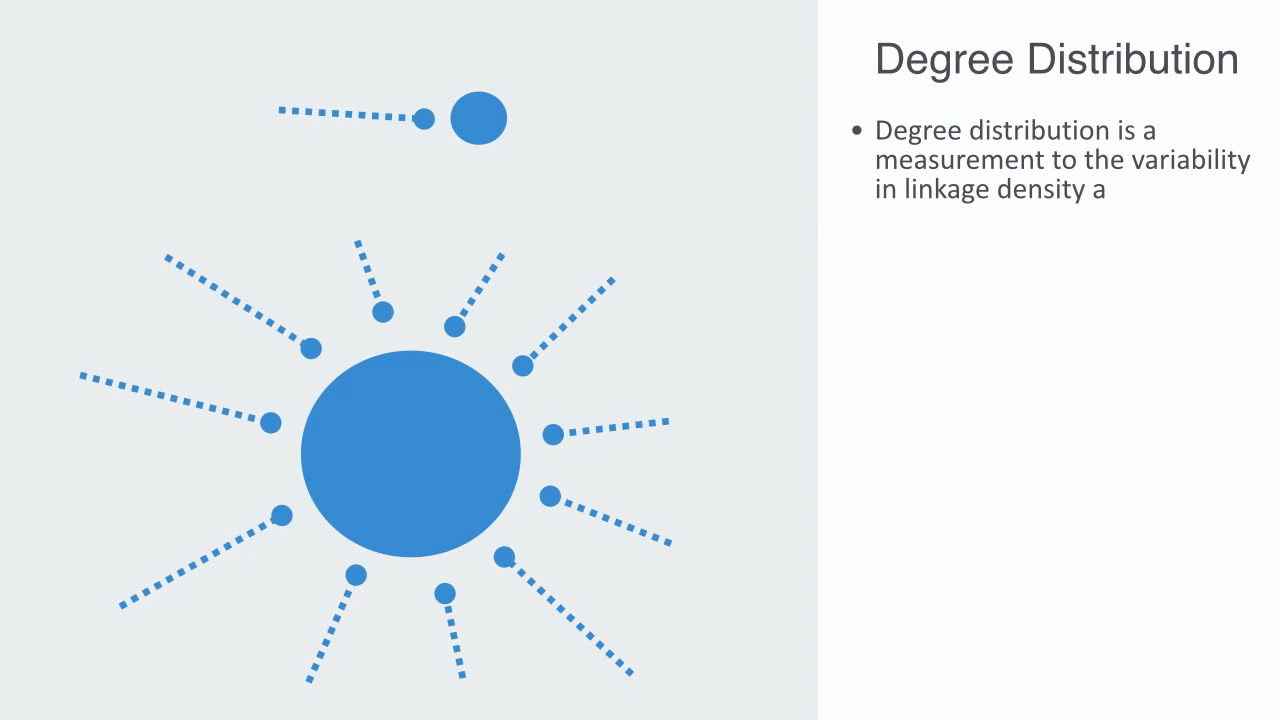 Degree Distribution
• Degree distribution is a
measurement to the variability
in linkage density a